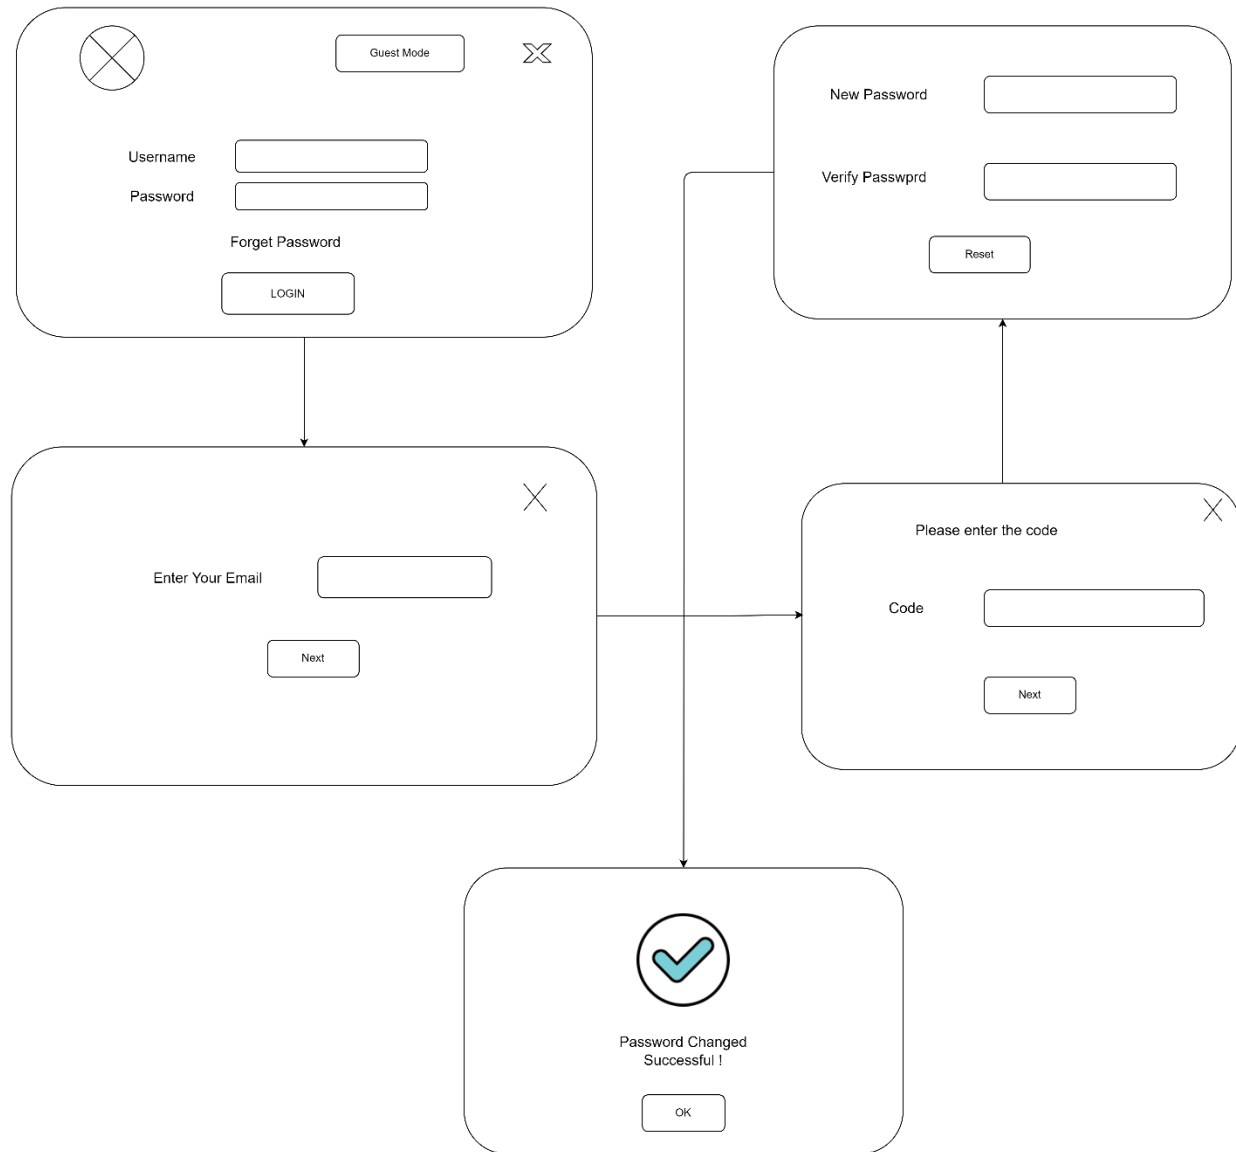 Guest Mode
Username
Password
Forget Password
LOGIN
Enter Your Email
Next
Please enter the code
Code
Next
New Password
Verify Passwprd
Reset
Password Changed
Successful !
OK